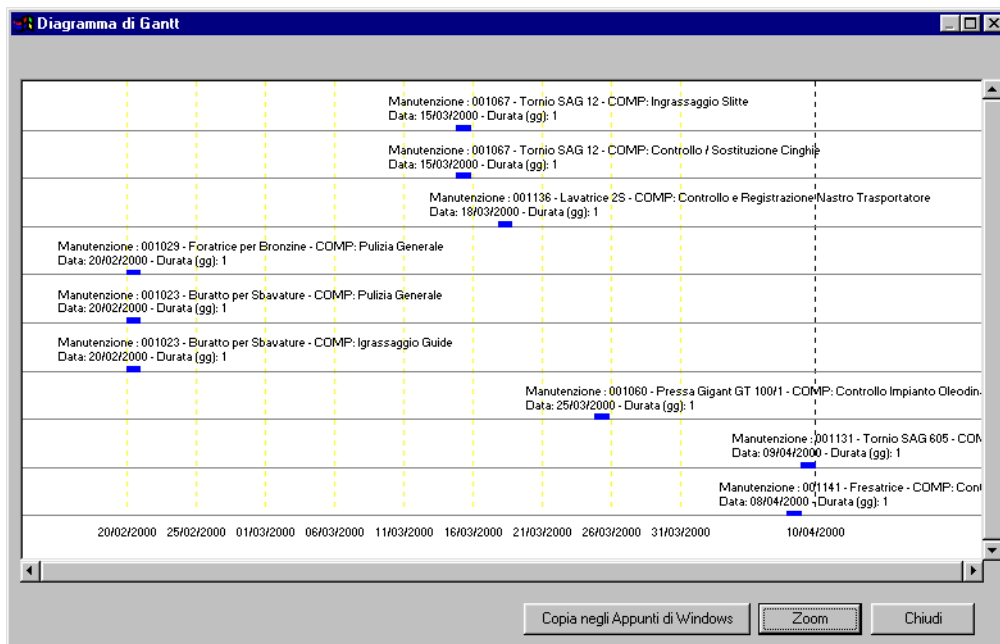 Diagramma di Gantt
Manutenzione : 001067 - Tornio SAG 12 - COMP: Ingrassaggio Slitte
Data: 15/03/2000 - Durata (gg): 1
Manutenzione : 001067 - Tornio SAG 12 - COMP: Controllo / Sostituzione Cinghie
Data: 15/03/2000 - Durata (gg): 1
Manutenzione : 001136 - Lavatrice 2S - COMP: Controllo e Registrazione Nastro Trasportatore
Data: 18/03/2000 - Durata (gg): 1
Manutenzione : 001029 - Foratrice per Bronzine - COMP: Pulizia Generale
Data: 20/02/2000 - Durata (gg): 1
Manutenzione : 001023 - Buratto per Sbavature - COMP: Pulizia Generale
Data: 20/02/2000 - Durata (gg): 1
Manutenzione : 001023 - Buratto per Sbavature - COMP: Igrassaggio Guide
Data: 20/02/2000 - Durata (gg): 1
Manutenzione : 001060 - Pressa Gigant GT 100/1 - COMP: Controllo Impianto Oleodin
Data: 25/03/2000 - Durata (gg): 1
Manutenzione : 001131 - Tornio SAG 605 - COM
Data: 09/04/2000 - Durata (gg): 1
Manutenzione : 001141 - Fresatrice - COMP: Cont
Data: 08/04/2000 - Durata (gg): 1
20/02/2000 25/02/2000 01/03/2000 06/03/2000 11/03/2000 16/03/2000 21/03/2000 26/03/2000 31/03/2000 10/04/2000
Copia negli Appunti di Windows Zoom Chiudi